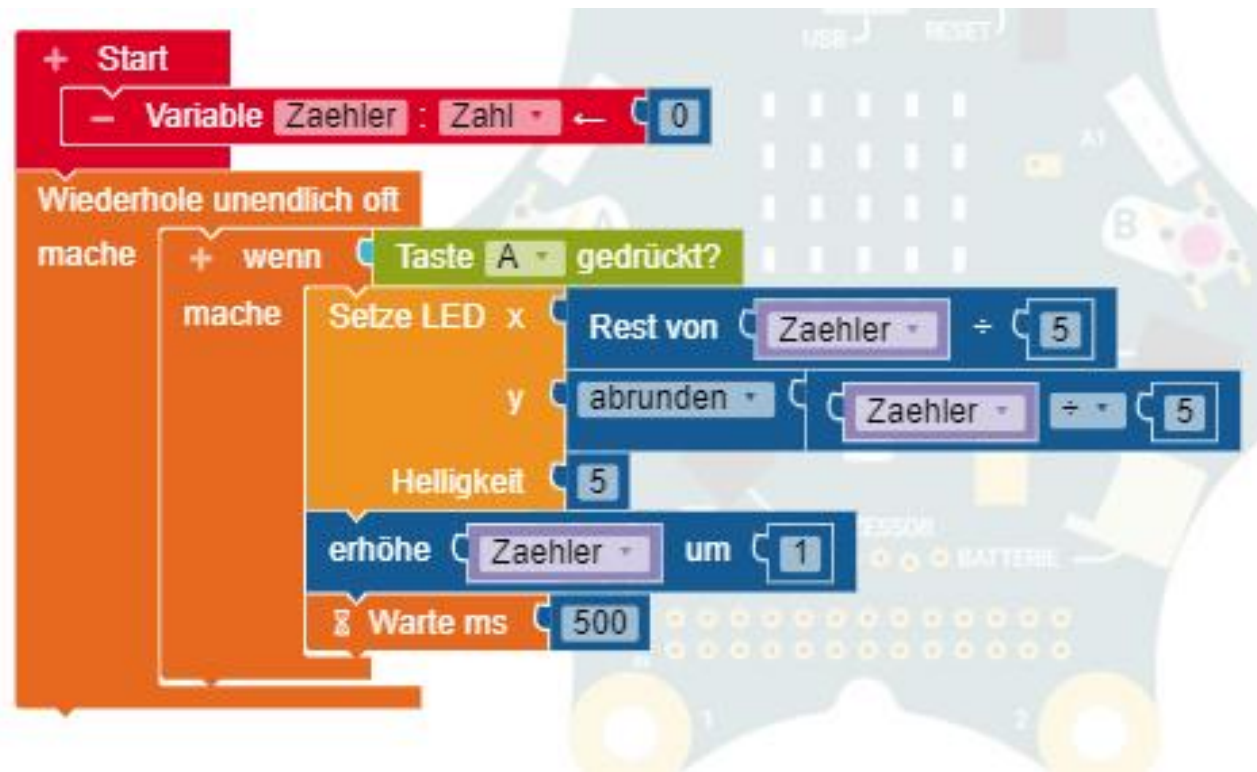 USB RESET
+ Start
− Variable Zaehler : Zahl ← 0
A1
Wiederhole unendlich oft
A B
mache + wenn Taste A gedrückt?
mache Setze LED x Rest von Zaehler ÷ 5
y abrunden Zaehler ÷ 5
Helligkeit 5
erhöhe Zaehler um 1
BATTERIE
Warte ms 500
1 2